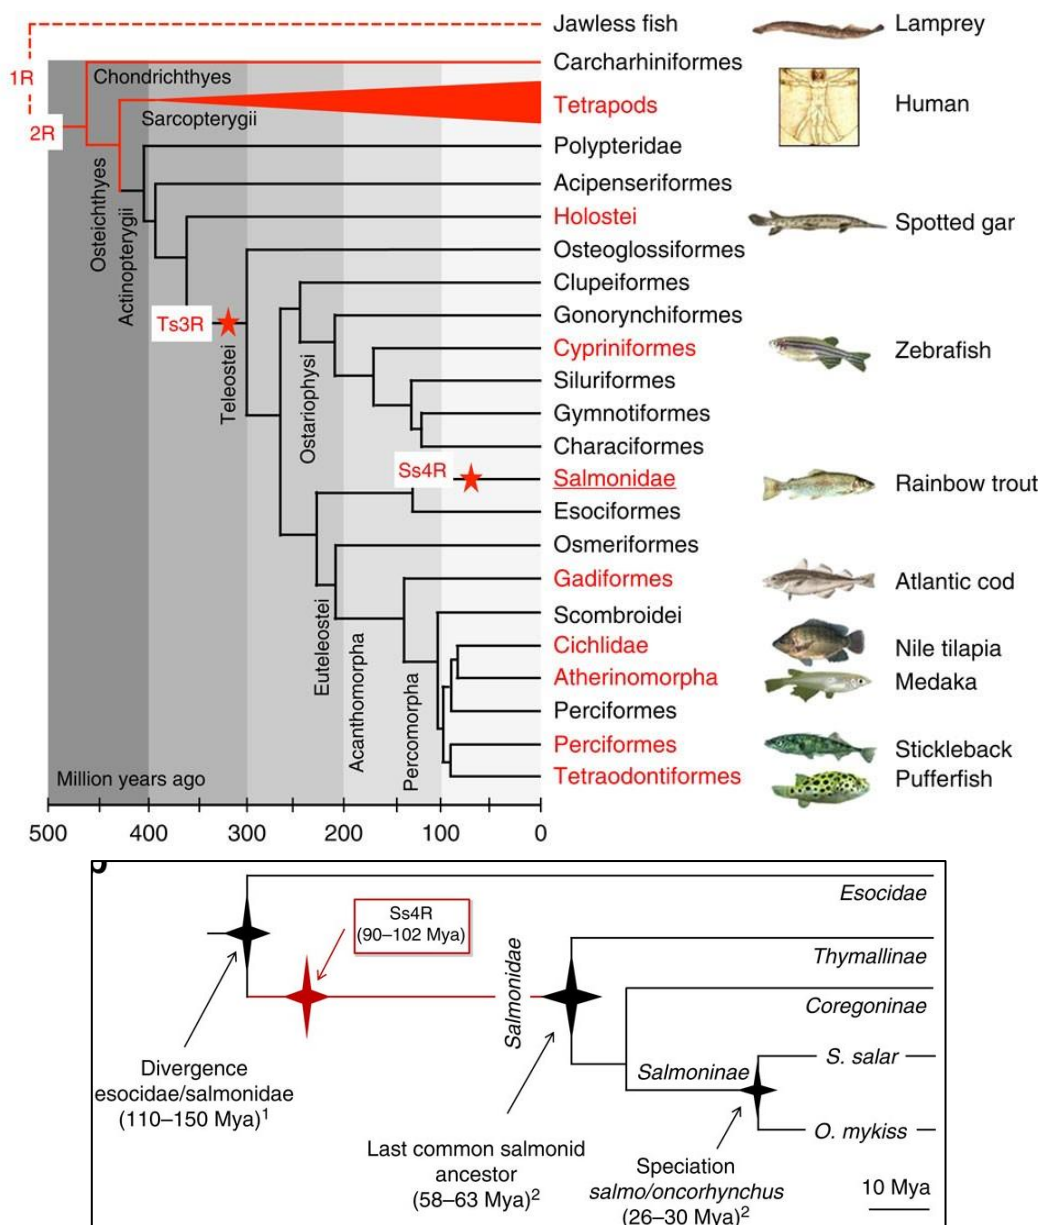 Jawless fish
Lamprey
1R
Carcharhiniformes
Chondrichthyes
Tetrapods
Human
Sarcopterygii
2R
Polypteridae
Osteichthyes
Acipenseriformes
Actinopterygii
Holostei
Spotted gar
Osteoglossiformes
Clupeiformes
Gonorynchiformes
Ts3R
Teleostei
Cypriniformes
Zebrafish
Ostariophysi
Siluriformes
Gymnotiformes
Characiformes
Ss4R
Salmonidae
Rainbow trout
Esociformes
Osmeriformes
Gadiformes
Atlantic cod
Euteleostei
Scombroidei
Acanthomorpha
Cichlidae
Nile tilapia
Atherinomorpha
Medaka
Percomorpha
Perciformes
Perciformes
Stickleback
Tetraodontiformes
Pufferfish
Million years ago
500 400 300 200 100 0
Esocidae
Ss4R
(90–102 Mya)
Salmonidae
Thymallinae
Coregoninae
S. salar
Salmoninae
O. mykiss
Divergence
esocidae/salmonidae
(110–150 Mya)1
Last common salmonid
ancestor
(58–63 Mya)2
Speciation
salmo/oncorhynchus
(26–30 Mya)2
10 Mya